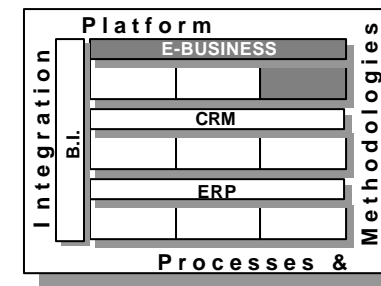 Platform
E-BUSINESS
Integration
B.I.
CRM
ERP
Processes &
Methodologies